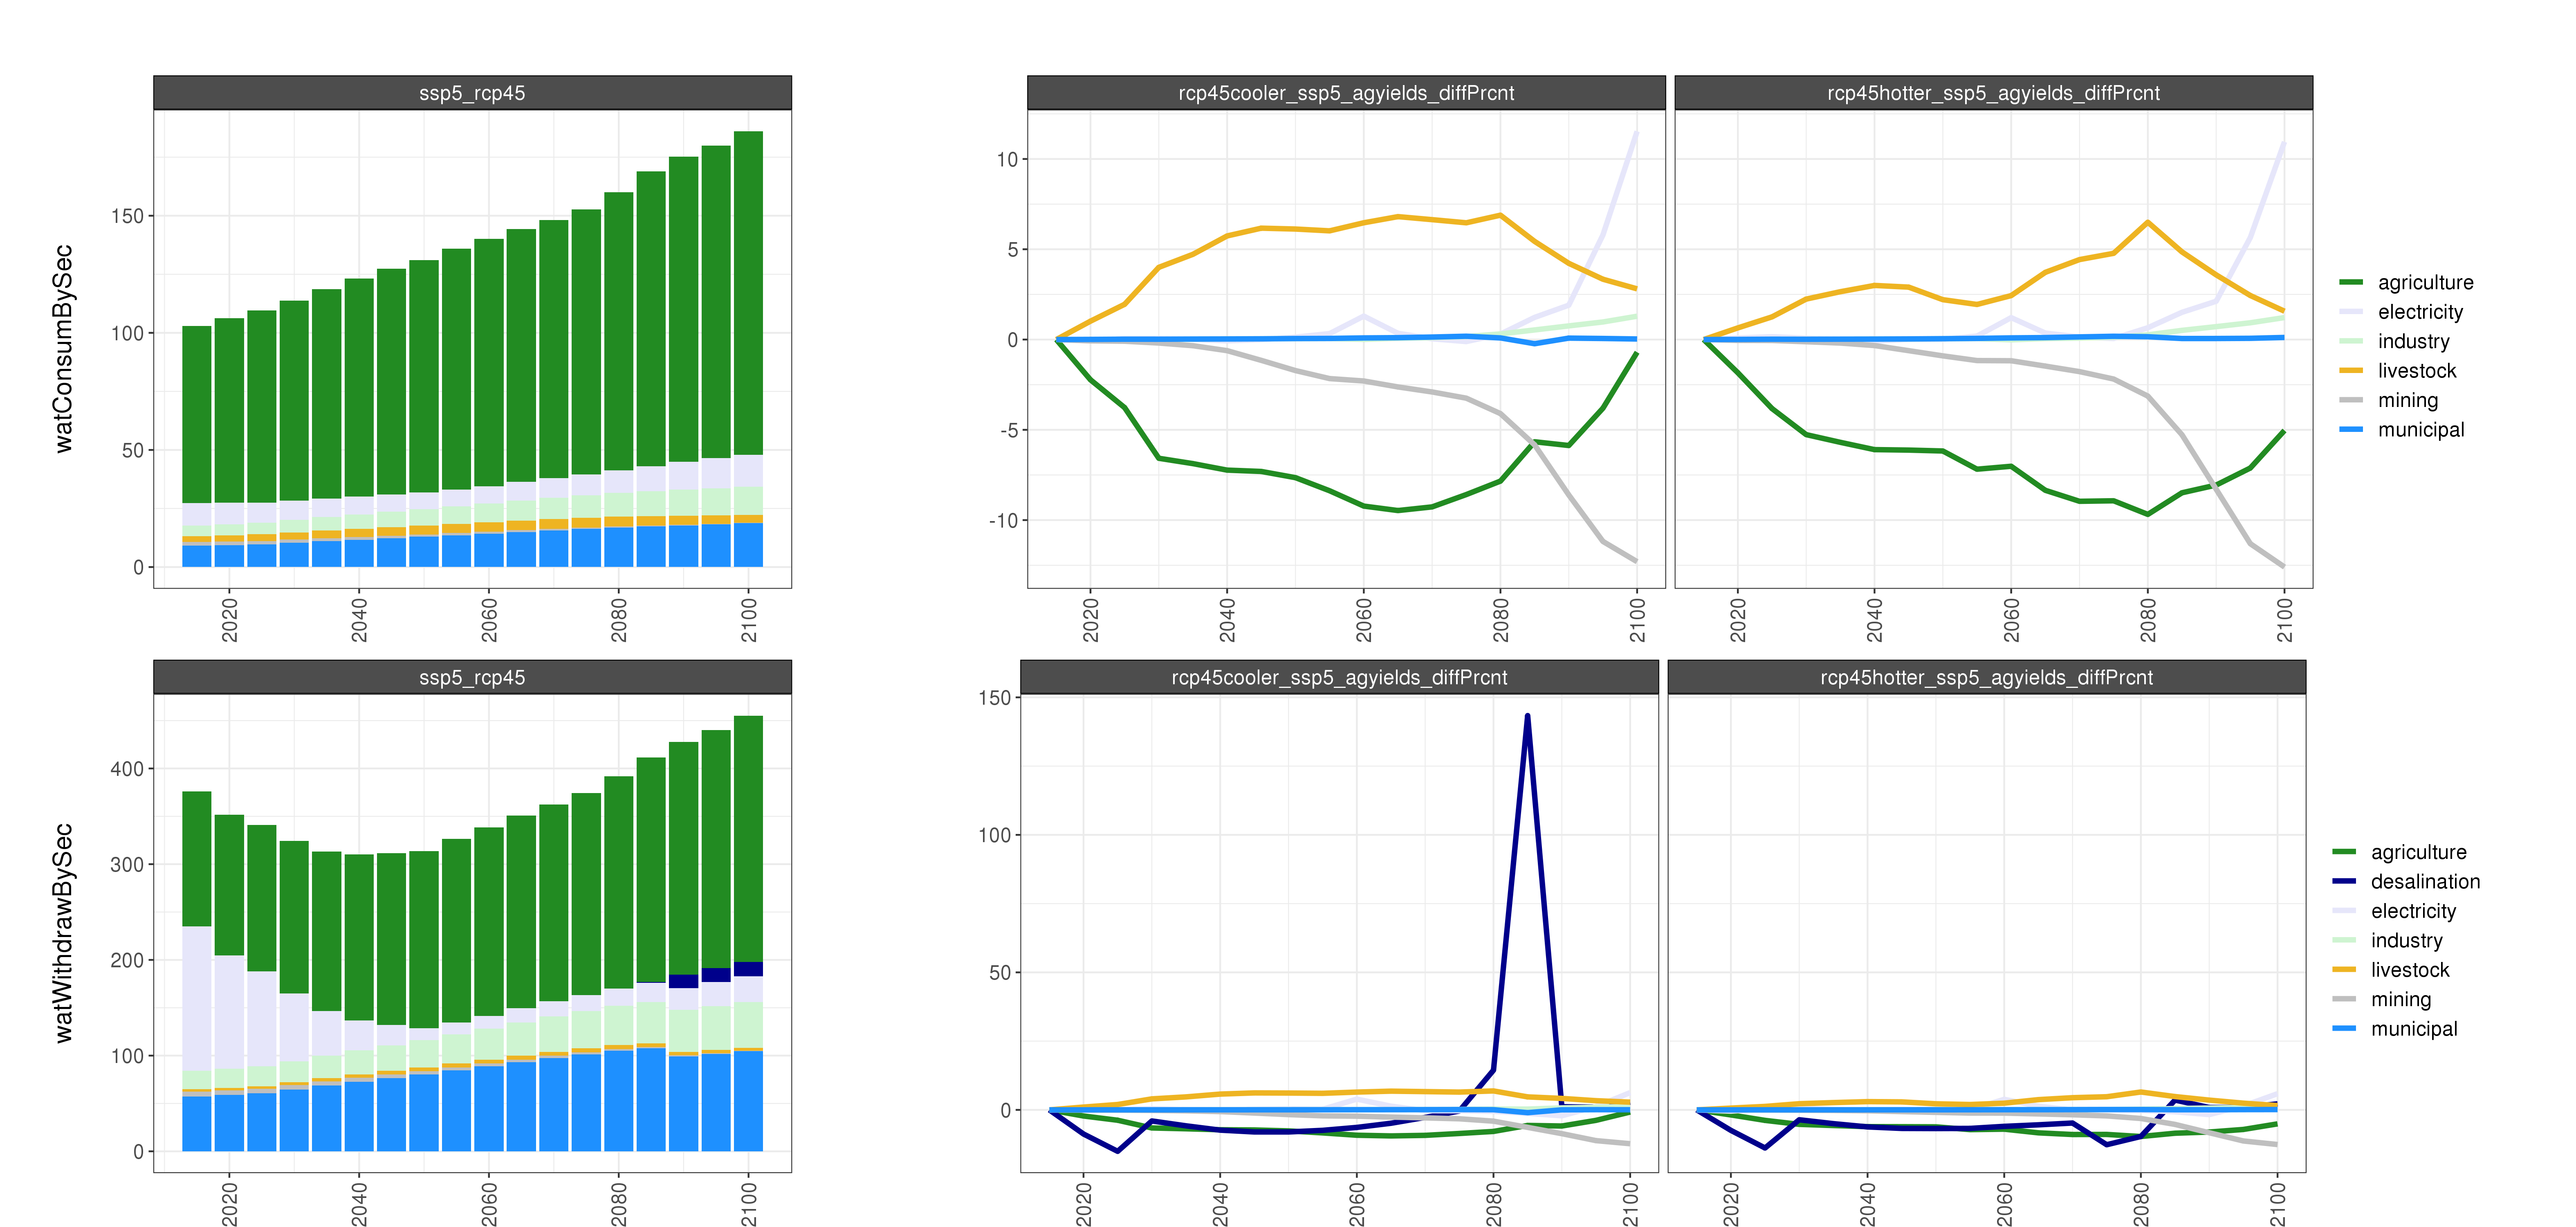 ssp5_rcp45
rcp45cooler_ssp5_agyields_diffPrcnt
rcp45hotter_ssp5_agyields_diffPrcnt
watConsumBySec
150
100
50
0
2020
2040
2060
2080
2100
10
5
0
-5
-10
2020
2040
2060
2080
2100
2020
2040
2060
2080
2100
agriculture
electricity
industry
livestock
mining
municipal
ssp5_rcp45
rcp45cooler_ssp5_agyields_diffPrcnt
rcp45hotter_ssp5_agyields_diffPrcnt
watWithdrawBySec
400
300
200
100
0
2020
2040
2060
2080
2100
150
100
50
0
2020
2040
2060
2080
2100
2020
2040
2060
2080
2100
agriculture
desalination
electricity
industry
livestock
mining
municipal